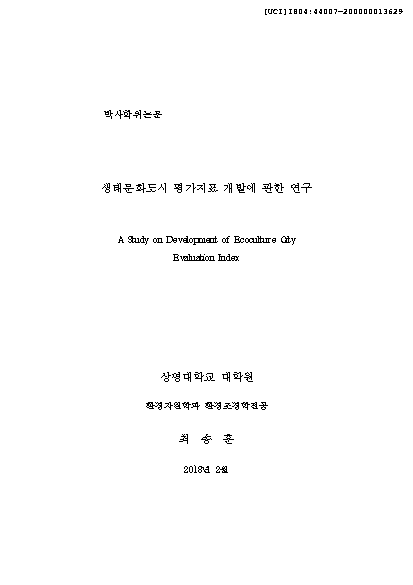 [UCI]I804:44007-200000013629
박사학위논문
생태문화도시 평가지표 개발에 관한 연구
A Study on Development of Ecoculture City
Evaluation Index
상명대학교 대학원
환경자원학과 환경조경학전공
최 송 훈
2018년 2월